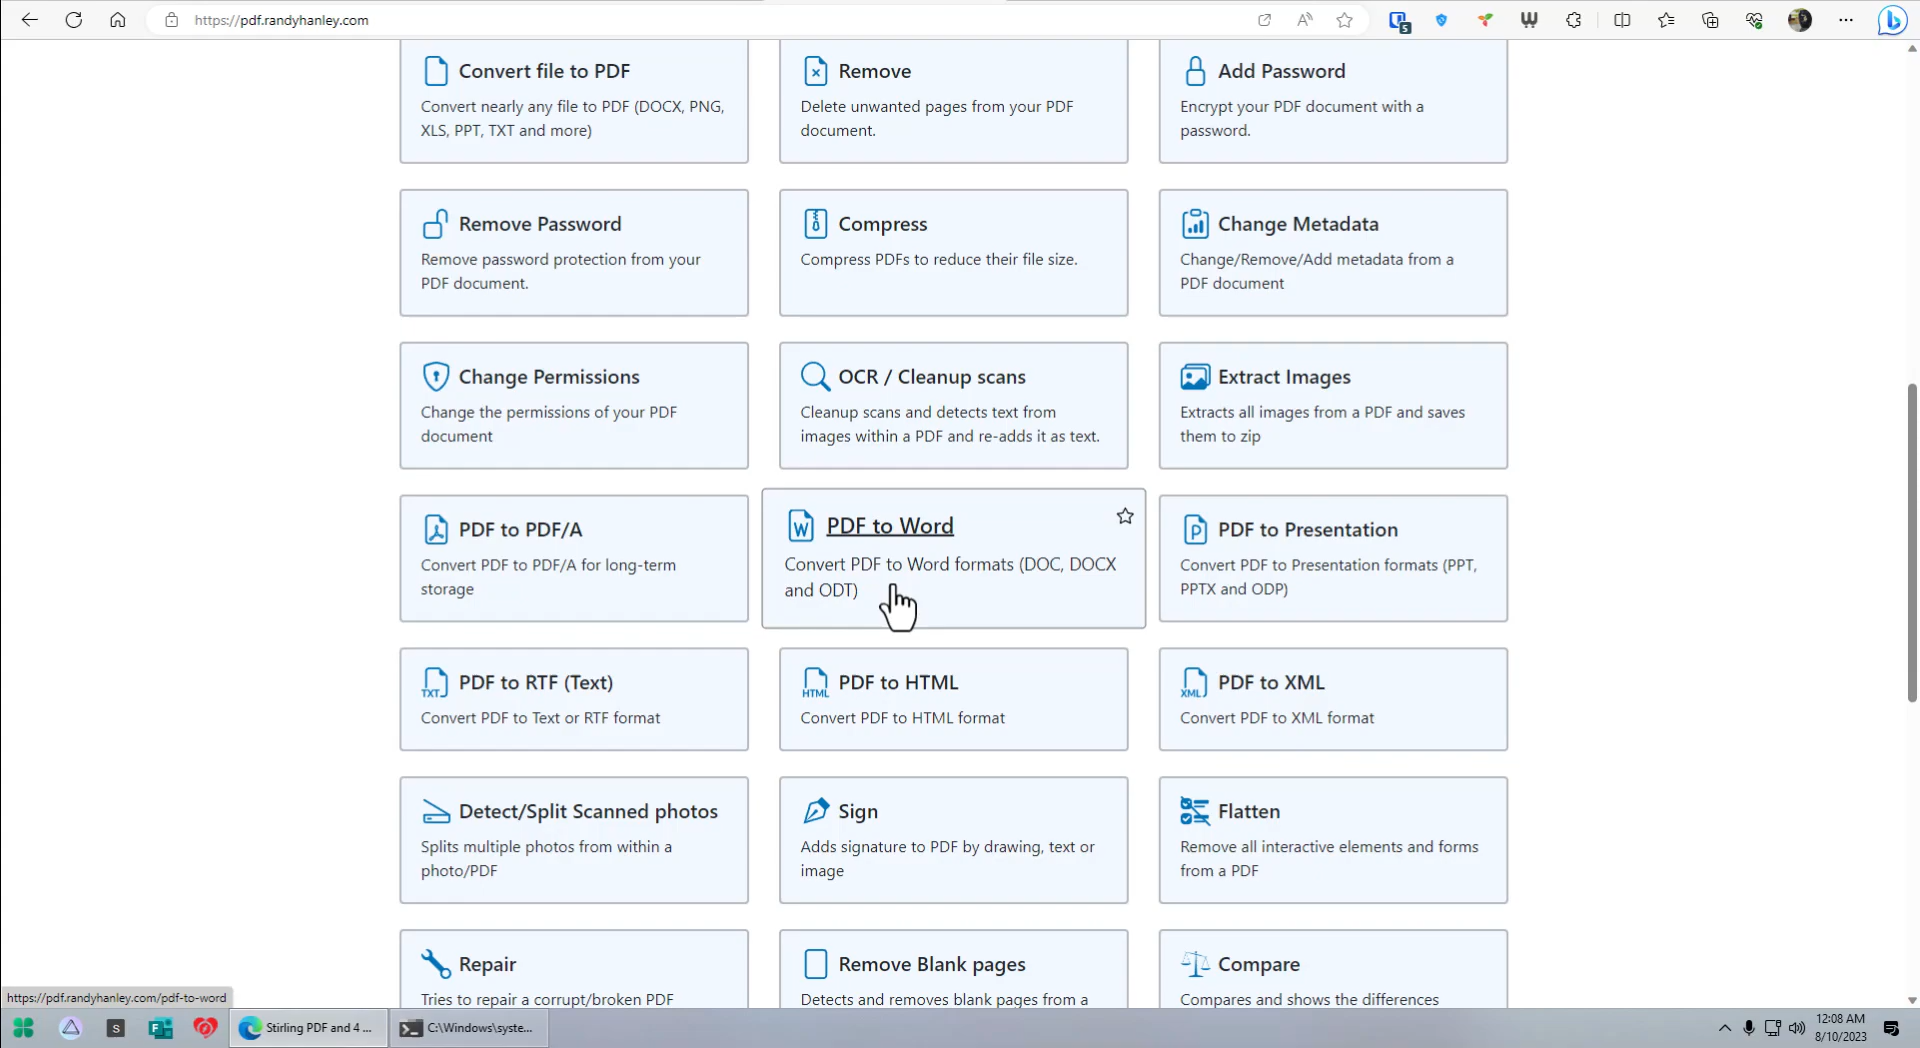 https://pdf.randyhanley.com
Convert file to PDF
Convert nearly any file to PDF (DOCX, PNG,
XLS, PPT, TXT and more)
Remove
Delete unwanted pages from your PDF
document.
Add Password
Encrypt your PDF document with a
password.
Remove Password
Remove password protection from your
PDF document.
Compress
Compress PDFs to reduce their file size.
Change Metadata
Change/Remove/Add metadata from a
PDF document
Change Permissions
Change the permissions of your PDF
document
OCR / Cleanup scans
Cleanup scans and detects text from
images within a PDF and re-adds it as text.
Extract Images
Extracts all images from a PDF and saves
them to zip
PDF to PDF/A
Convert PDF to PDF/A for long-term
storage
W
PDF to Word
Convert PDF to Word formats (DOC, DOCX
and ODT)
P
PDF to Presentation
Convert PDF to Presentation formats (PPT,
PPTX and ODP)
TXT
PDF to RTF (Text)
Convert PDF to Text or RTF format
HTML
PDF to HTML
Convert PDF to HTML format
XML
PDF to XML
Convert PDF to XML format
Detect/Split Scanned photos
Splits multiple photos from within a
photo/PDF
Sign
Adds signature to PDF by drawing, text or
image
Flatten
Remove all interactive elements and forms
from a PDF
Repair
Tries to repair a corrupt/broken PDF
Remove Blank pages
Detects and removes blank pages from a
Compare
Compares and shows the differences
https://pdf.randyhanley.com/pdf-to-word
S
F
Stirling PDF and 4 ...
C:\Windows\syste...
12:08 AM
8/10/2023